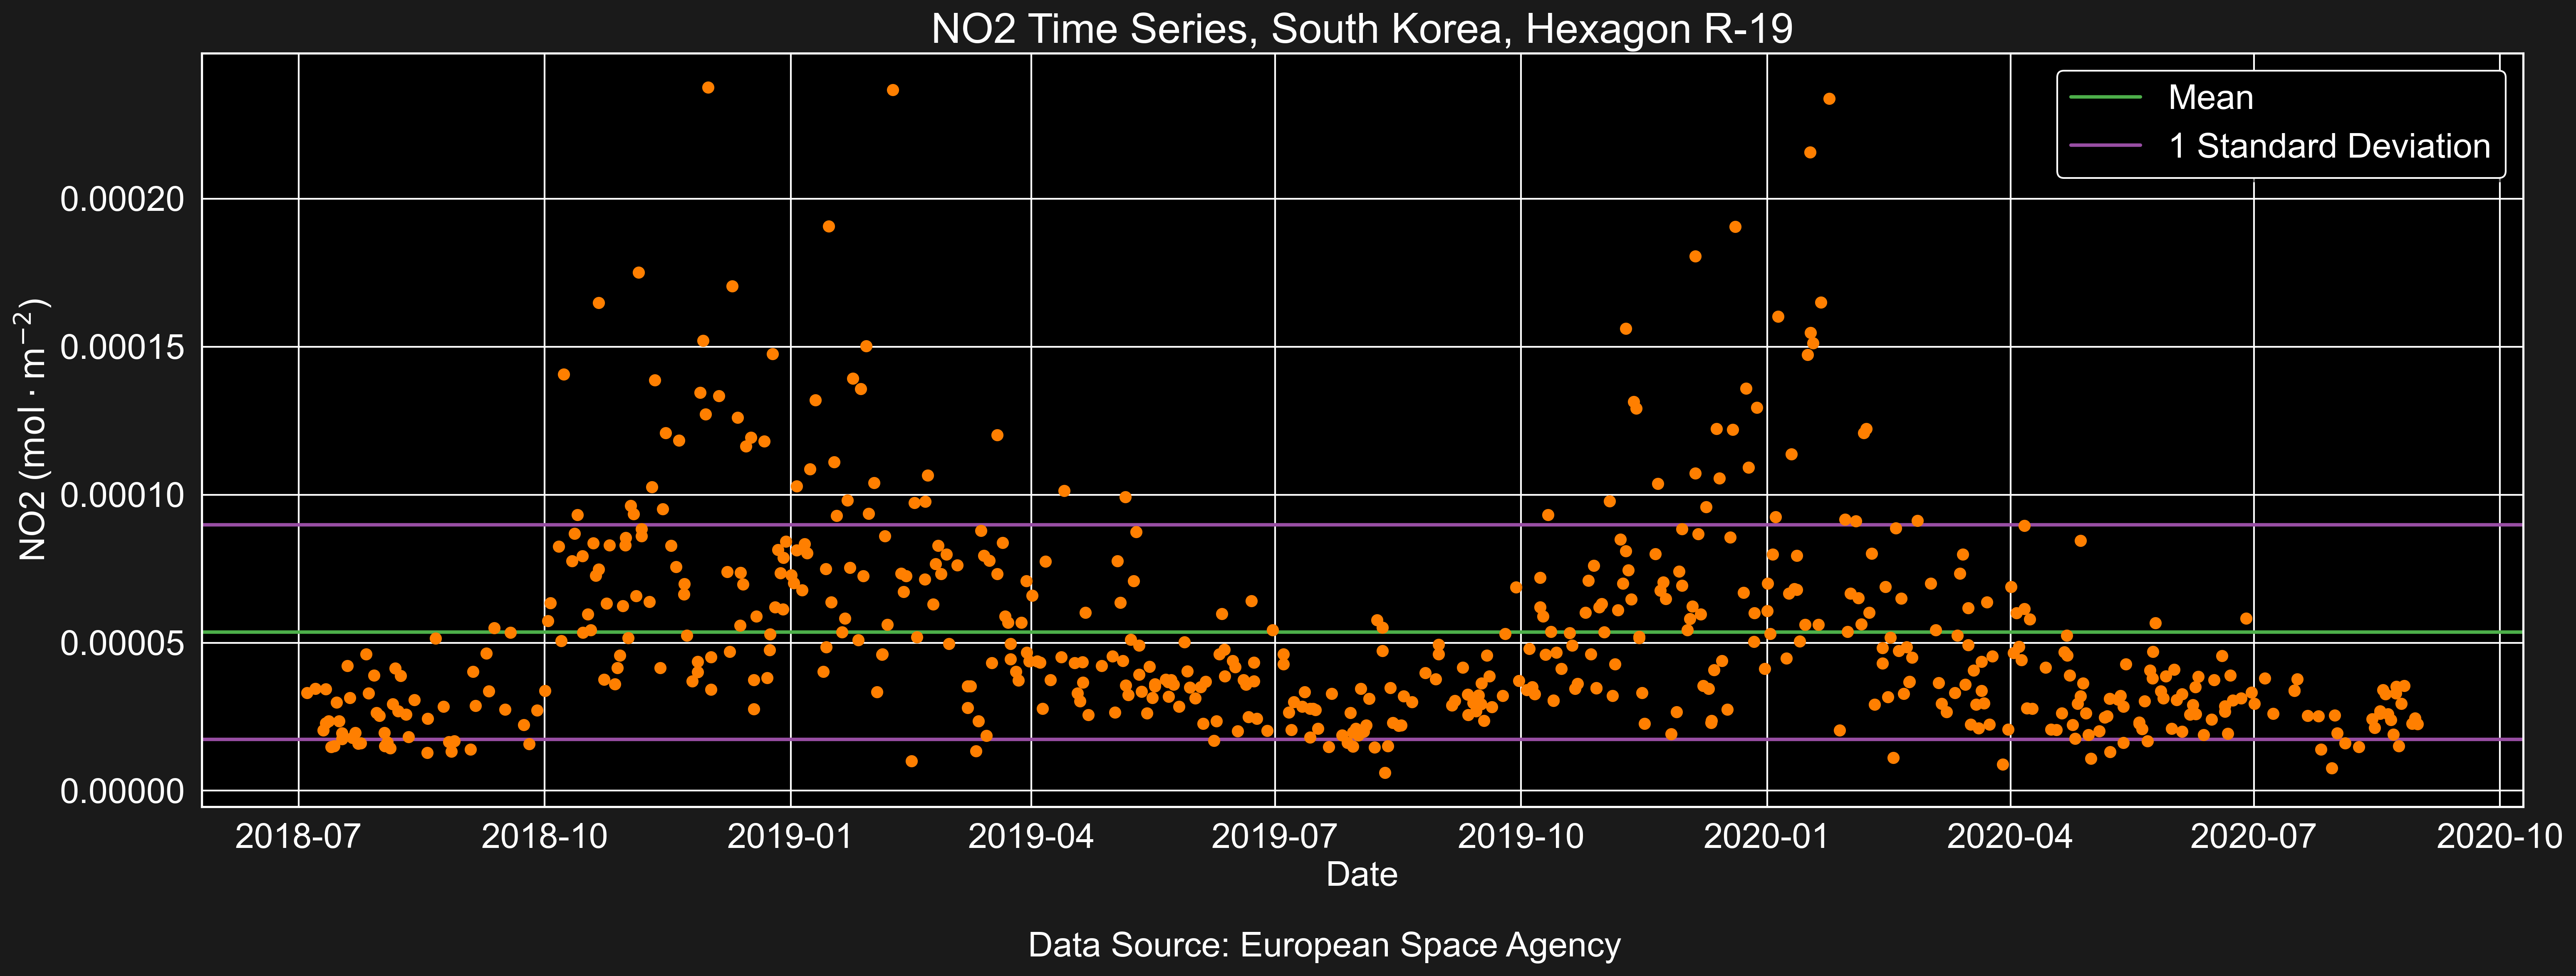 NO2 Time Series, South Korea, Hexagon R-19
Mean
1 Standard Deviation
NO2 (mol · m⁻²)
0.00020
0.00015
0.00010
0.00005
0.00000
2018-07 2018-10 2019-01 2019-04 2019-07 2019-10 2020-01 2020-04 2020-07 2020-10
Date
Data Source: European Space Agency